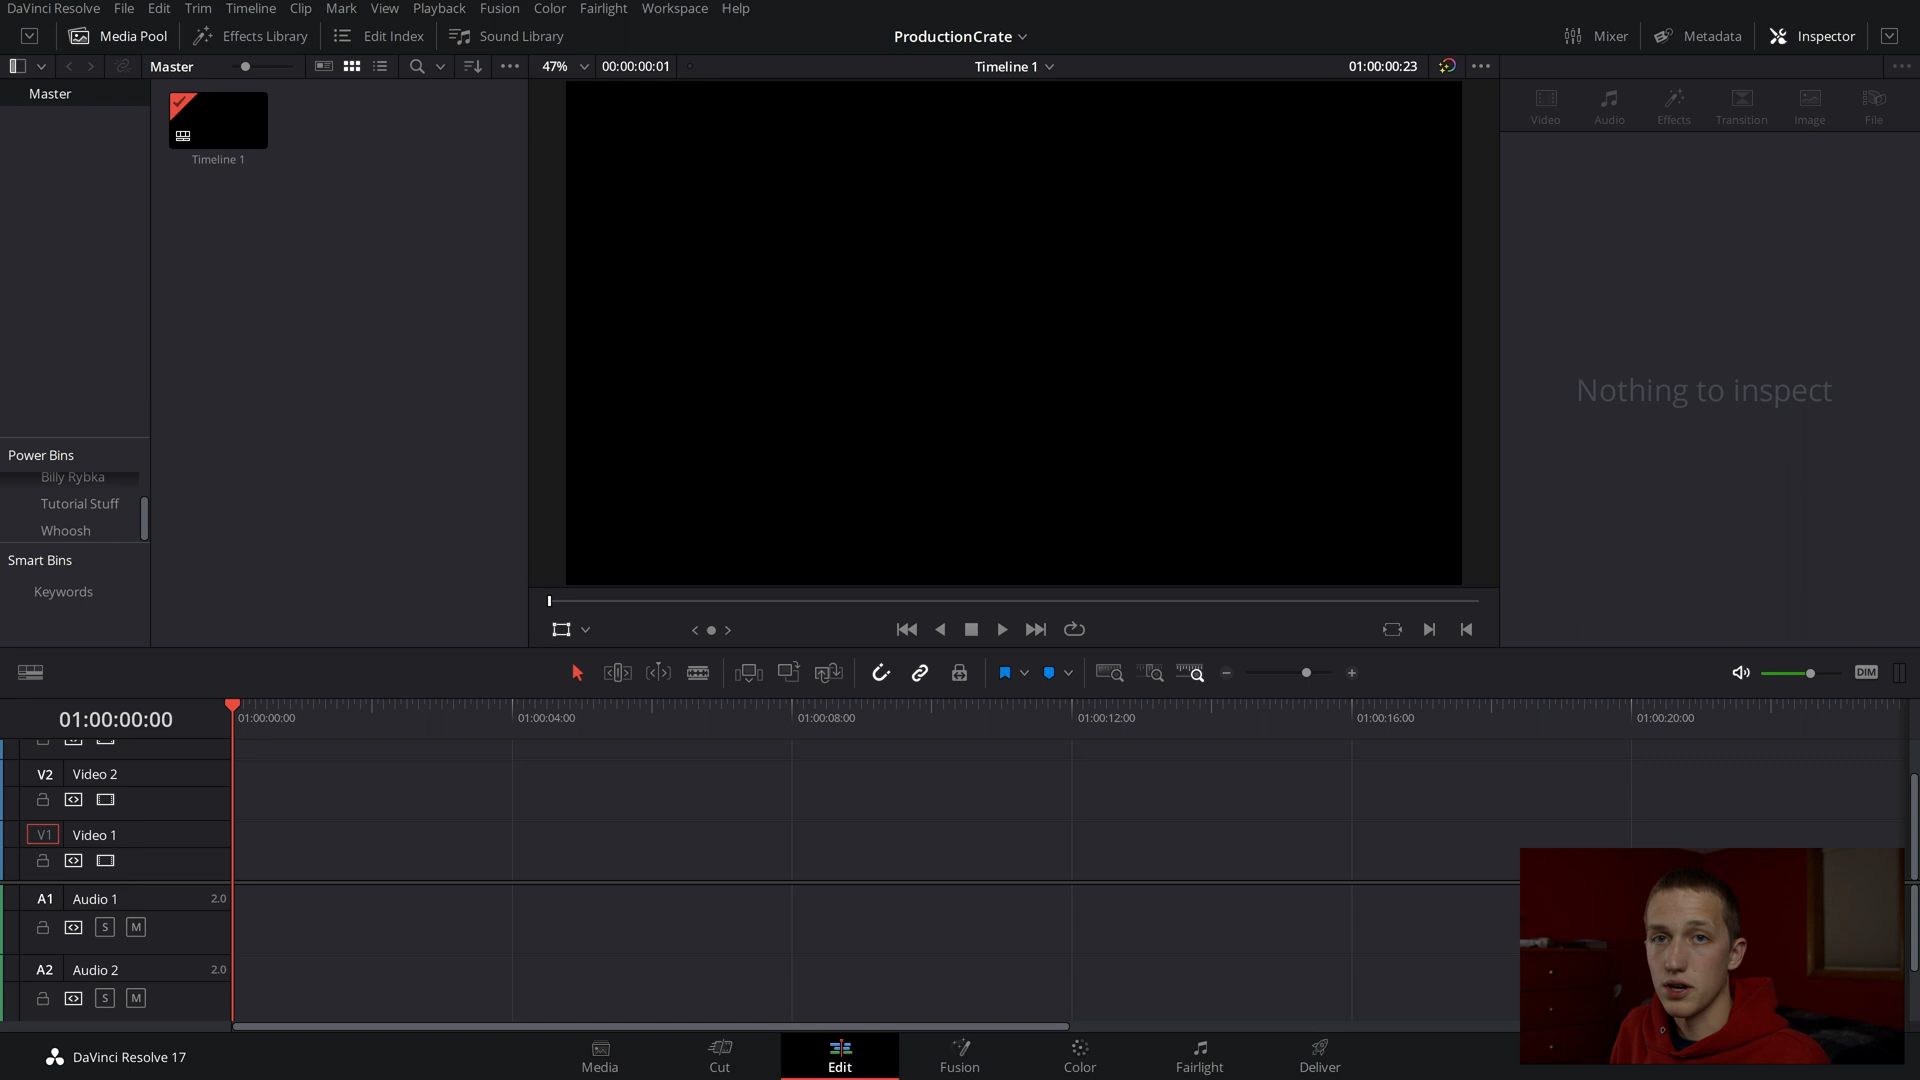 DaVinci Resolve File Edit Trim Timeline Clip Mark View Playback Fusion Color Fairlight Workspace Help
Media Pool Effects Library Edit Index Sound Library ProductionCrate Mixer Metadata Inspector
Master 47% 00:00:00:01 Timeline 1 01:00:00:23
Master
Timeline 1
Video Audio Effects Transition Image File
Nothing to inspect
Power Bins
Billy Rybka
Tutorial Stuff
Whoosh
Smart Bins
Keywords
DIM
01:00:00:00 01:00:00:00 01:00:04:00 01:00:08:00 01:00:12:00 01:00:16:00 01:00:20:00
V2 Video 2
V1 Video 1
A1 Audio 1 2.0
S M
A2 Audio 2 2.0
S M
DaVinci Resolve 17 Media Cut Edit Fusion Color Fairlight Deliver